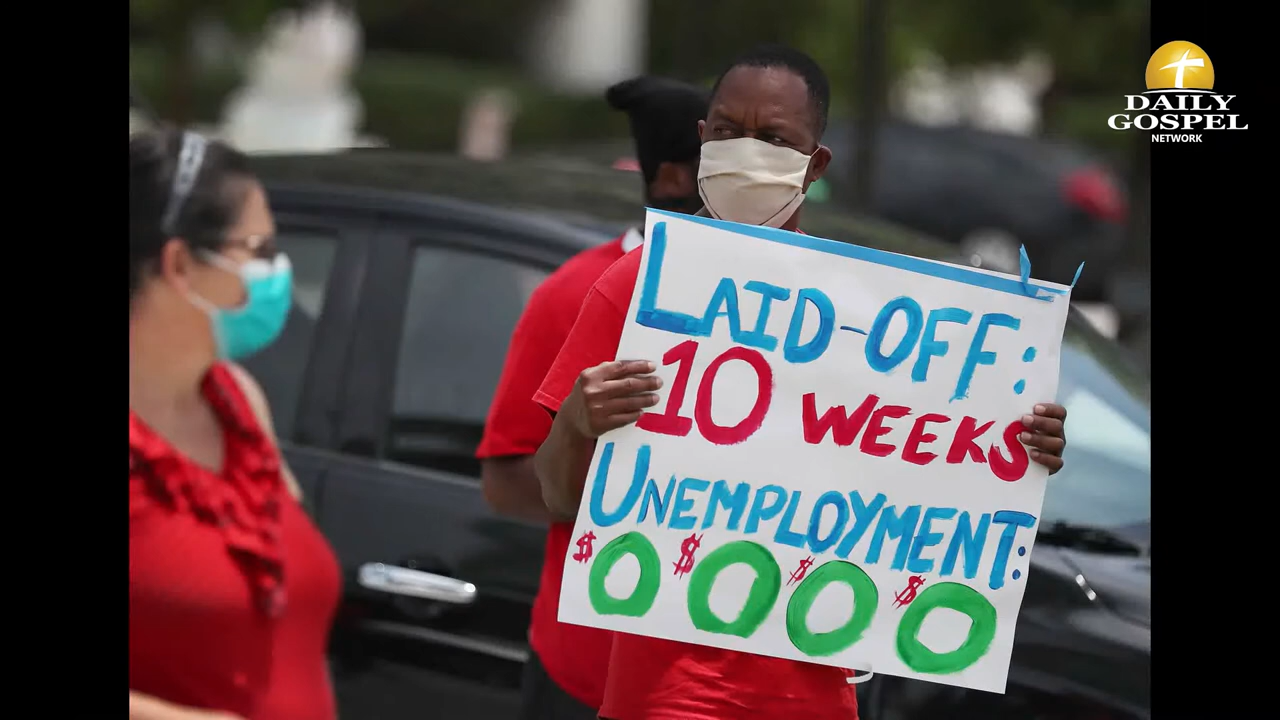 DAILY
GOSPEL
NETWORK
LAID-OFF:
10 WEEKS
UNEMPLOYMENT:
$0 $0 $0 $0